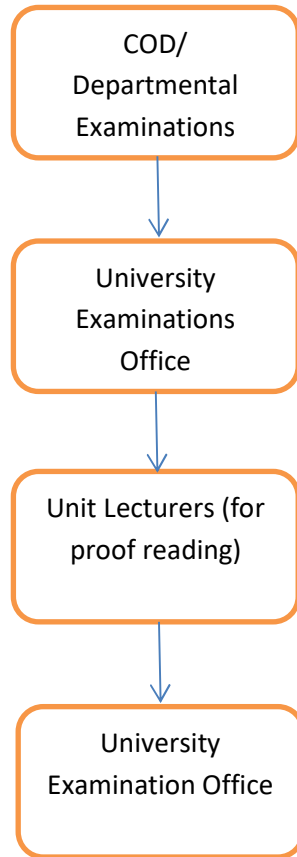 COD/
Departmental
Examinations
University
Examinations
Office
Unit Lecturers (for
proof reading)
University
Examination Office